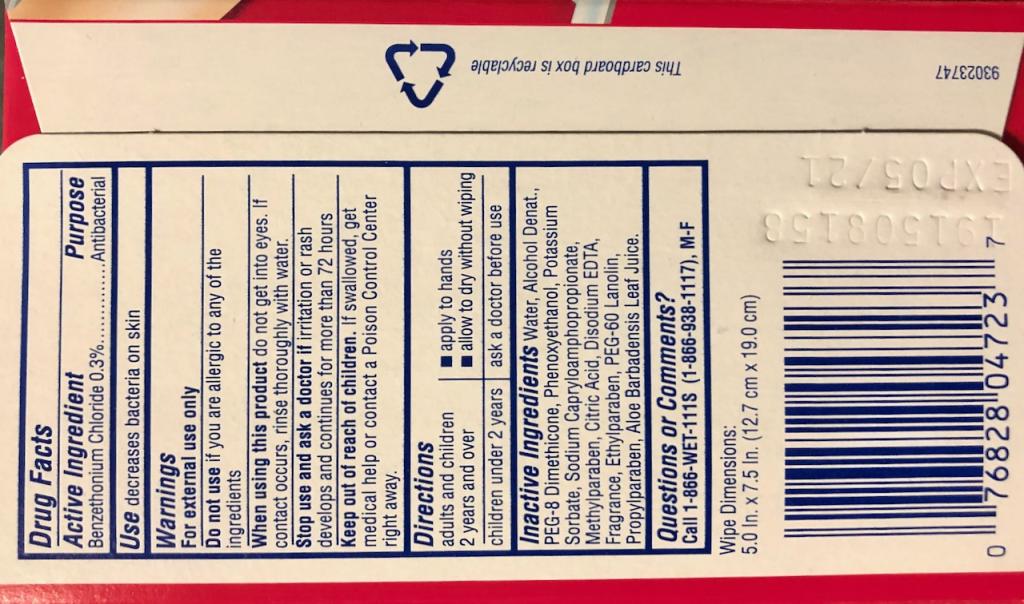 Drug Facts
Active Ingredient Purpose
Benzethonium Chloride 0.3%..............Antibacterial
Use decreases bacteria on skin
Warnings
For external use only
Do not use if you are allergic to any of the
ingredients
When using this product do not get into eyes. If
contact occurs, rinse thoroughly with water.
Stop use and ask a doctor if irritation or rash
develops and continues for more than 72 hours
Keep out of reach of children. If swallowed, get
medical help or contact a Poison Control Center
right away.
Directions
adults and children
2 years and over
■ apply to hands
■ allow to dry without wiping
children under 2 years ask a doctor before use
Inactive Ingredients Water, Alcohol Denat.,
PEG-8 Dimethicone, Phenoxyethanol, Potassium
Sorbate, Sodium Capryloamphopropionate,
Methylparaben, Citric Acid, Disodium EDTA,
Fragrance, Ethylparaben, PEG-60 Lanolin,
Propylparaben, Aloe Barbadensis Leaf Juice.
Questions or Comments?
Call 1-866-WET-111S (1-866-938-1117), M-F
Wipe Dimensions:
5.0 In. x 7.5 In. (12.7 cm x 19.0 cm)
0 76828 04723 7
191508158
EXP 05/21
This cardboard box is recyclable
93023747